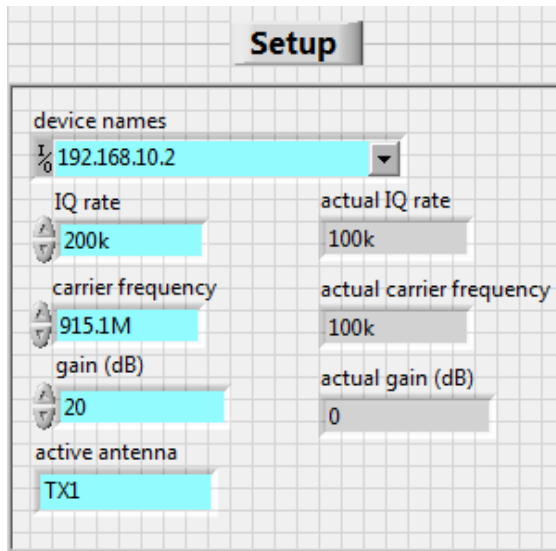 Setup
device names
I/O 192.168.10.2
IQ rate
200k
actual IQ rate
100k
carrier frequency
915.1M
actual carrier frequency
100k
gain (dB)
20
actual gain (dB)
0
active antenna
TX1